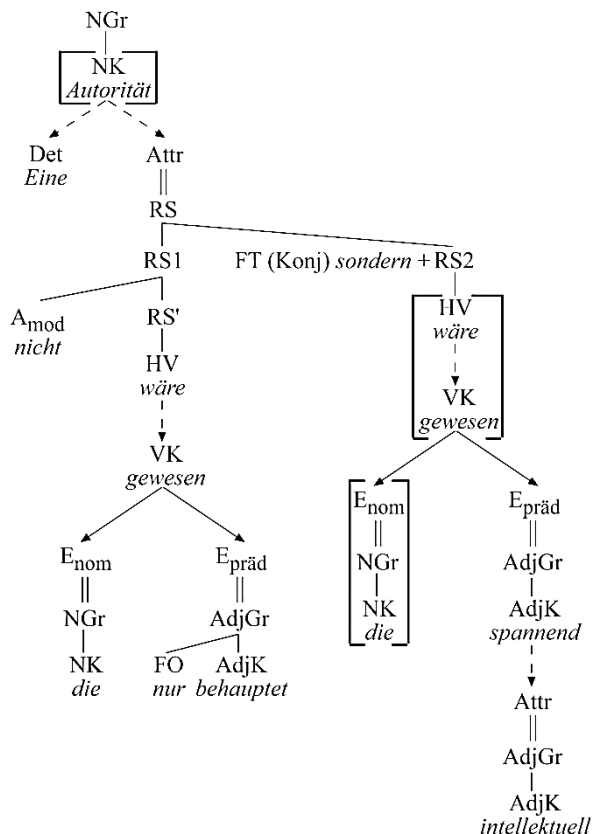 NGr
NK
Autorität
Det
Eine
Attr
RS
RS1
FT (Konj) sondern + RS2
Amod
nicht
RS'
HV
wäre
HV
wäre
VK
gewesen
VK
gewesen
Enom
Epräd
NGr
AdjGr
NK
die
AdjK
spannend
Enom
Epräd
NGr
AdjGr
NK
die
FO
nur
AdjK
behauptet
Attr
AdjGr
AdjK
intellektuell